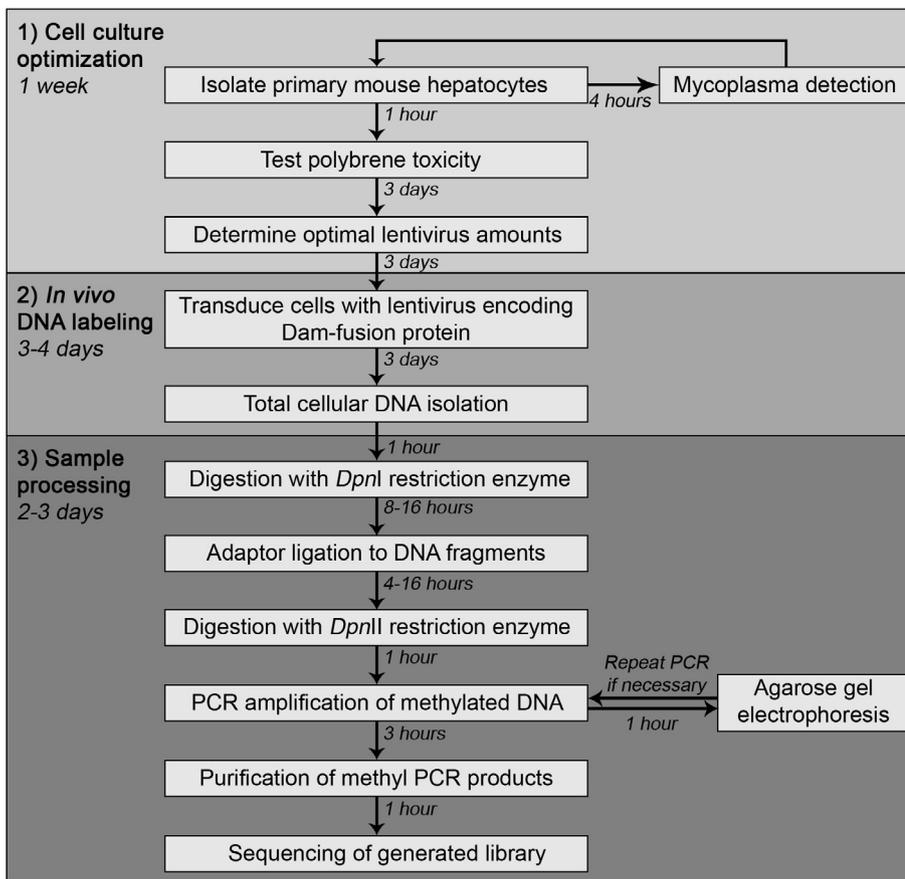 1) Cell culture
optimization
1 week
Isolate primary mouse hepatocytes
4 hours
Mycoplasma detection
1 hour
Test polybrene toxicity
3 days
Determine optimal lentivirus amounts
3 days
2) In vivo
DNA labeling
3-4 days
Transduce cells with lentivirus encoding
Dam-fusion protein
3 days
Total cellular DNA isolation
1 hour
3) Sample
processing
2-3 days
Digestion with DpnI restriction enzyme
8-16 hours
Adaptor ligation to DNA fragments
4-16 hours
Digestion with DpnII restriction enzyme
1 hour
PCR amplification of methylated DNA
Repeat PCR
if necessary
1 hour
Agarose gel
electrophoresis
3 hours
Purification of methyl PCR products
1 hour
Sequencing of generated library